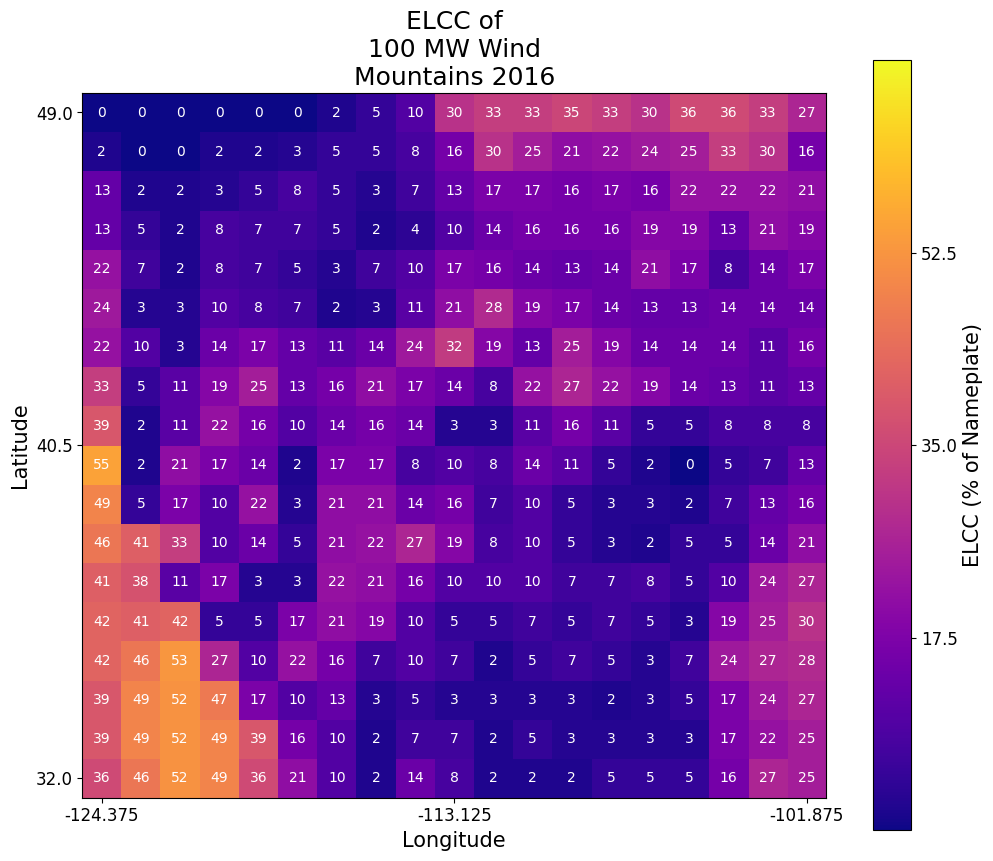 ELCC of
100 MW Wind
Mountains 2016
49.0
0 0 0 0 0 0 2 5 10 30 33 33 35 33 30 36 36 33 27
2 0 0 2 2 3 5 5 8 16 30 25 21 22 24 25 33 30 16
13 2 2 3 5 8 5 3 7 13 17 17 16 17 16 22 22 22 21
13 5 2 8 7 7 5 2 4 10 14 16 16 16 19 19 13 21 19
22 7 2 8 7 5 3 7 10 17 16 14 13 14 21 17 8 14 17
24 3 3 10 8 7 2 3 11 21 28 19 17 14 13 13 14 14 14
22 10 3 14 17 13 11 14 24 32 19 13 25 19 14 14 14 11 16
33 5 11 19 25 13 16 21 17 14 8 22 27 22 19 14 13 11 13
40.5
39 2 11 22 16 10 14 16 14 3 3 11 16 11 5 5 8 8 8
55 2 21 17 14 2 17 17 8 10 8 14 11 5 2 0 5 7 13
49 5 17 10 22 3 21 21 14 16 7 10 5 3 3 2 7 13 16
46 41 33 10 14 5 21 22 27 19 8 10 5 3 2 5 5 14 21
41 38 11 17 3 3 22 21 16 10 10 10 7 7 8 5 10 24 27
42 41 42 5 5 17 21 19 10 5 5 7 5 7 5 3 19 25 30
42 46 53 27 10 22 16 7 10 7 2 5 7 5 3 7 24 27 28
39 49 52 47 17 10 13 3 5 3 3 3 3 2 3 5 17 24 27
39 49 52 49 39 16 10 2 7 7 2 5 3 3 3 3 17 22 25
32.0
36 46 52 49 36 21 10 2 14 8 2 2 2 5 5 5 16 27 25
-124.375
-113.125
-101.875
Longitude
Latitude
52.5
35.0
17.5
ELCC (% of Nameplate)